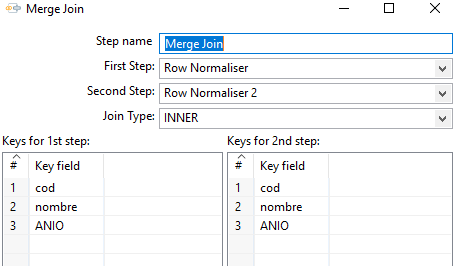 Merge Join
Step name Merge Join
First Step: Row Normaliser
Second Step: Row Normaliser 2
Join Type: INNER
Keys for 1st step: Keys for 2nd step:
# Key field # Key field
1 cod 1 cod
2 nombre 2 nombre
3 ANIO 3 ANIO